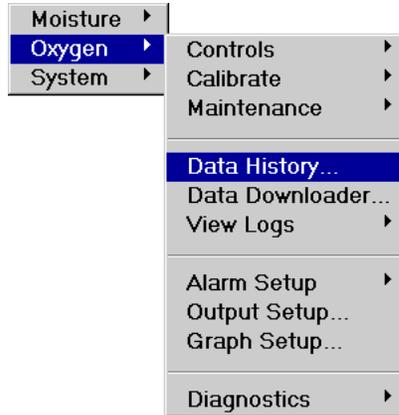 Moisture
Oxygen
System
Controls
Calibrate
Maintenance
Data History...
Data Downloader...
View Logs
Alarm Setup
Output Setup...
Graph Setup...
Diagnostics